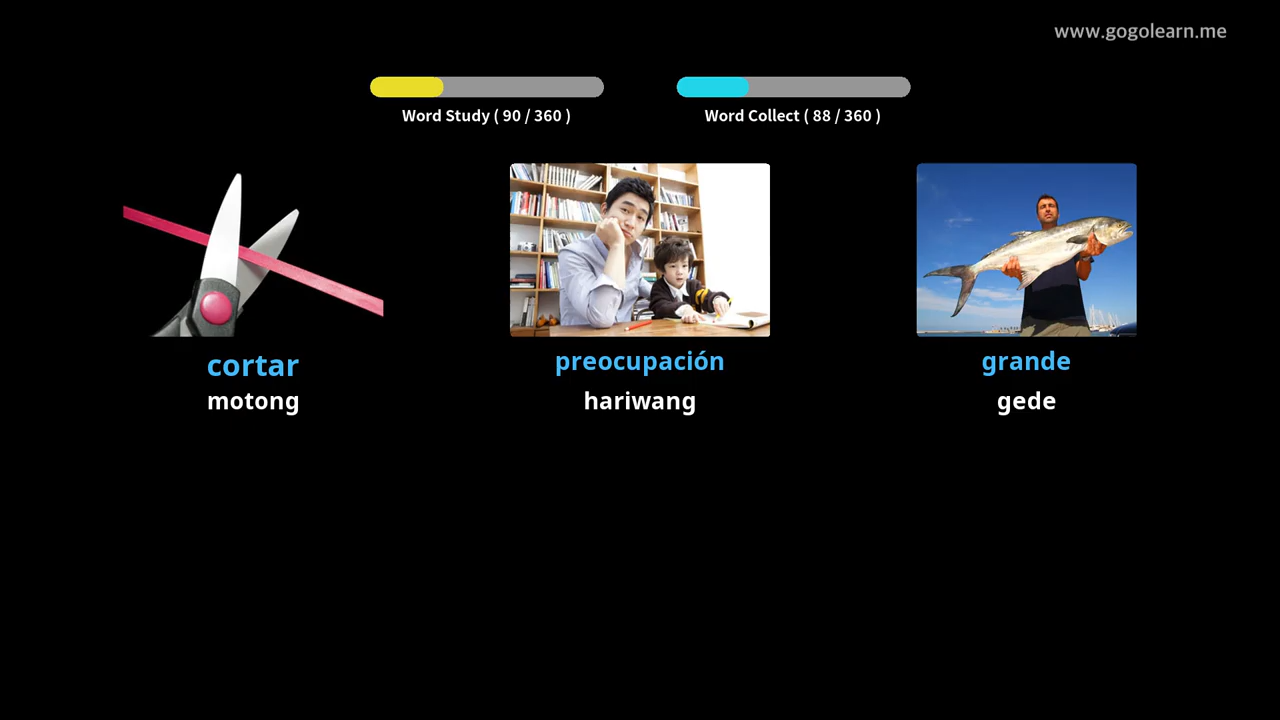 www.gogolearn.me
Word Study ( 90 / 360 )
Word Collect ( 88 / 360 )
cortar
motong
preocupación
hariwang
grande
gede